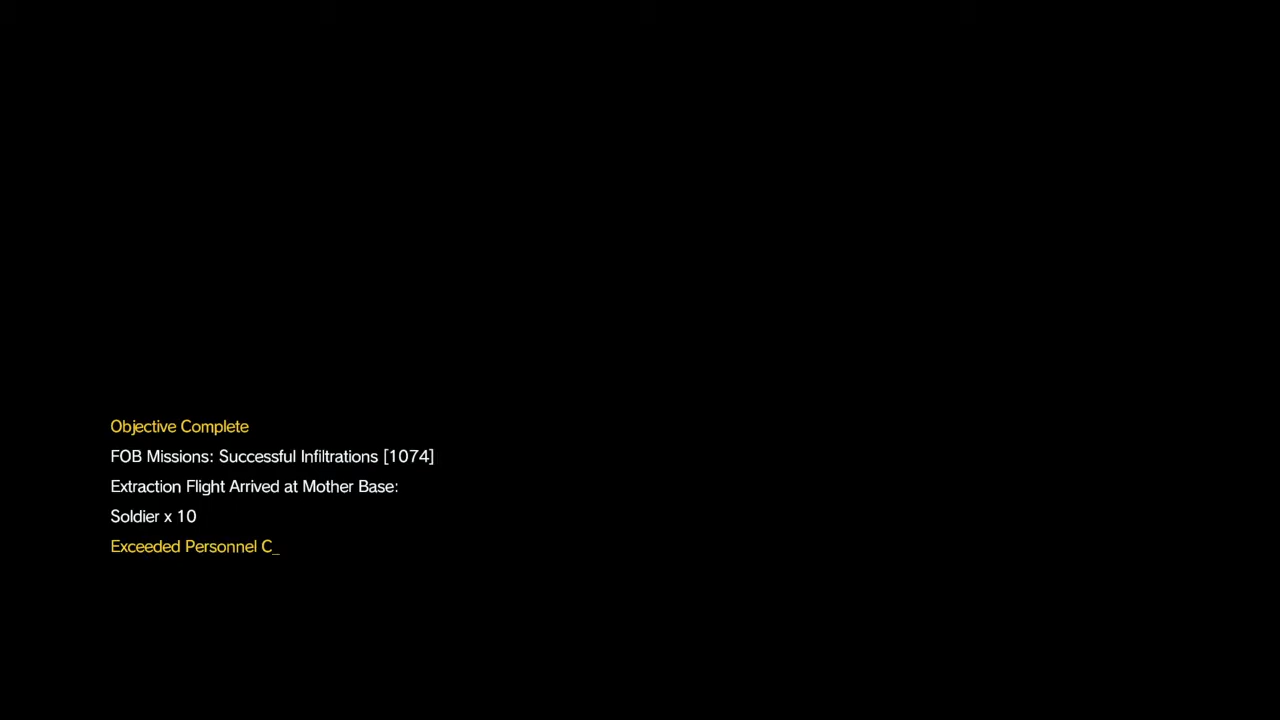 Objective Complete
FOB Missions: Successful Infiltrations [1074]
Extraction Flight Arrived at Mother Base:
Soldier x 10
Exceeded Personnel C_